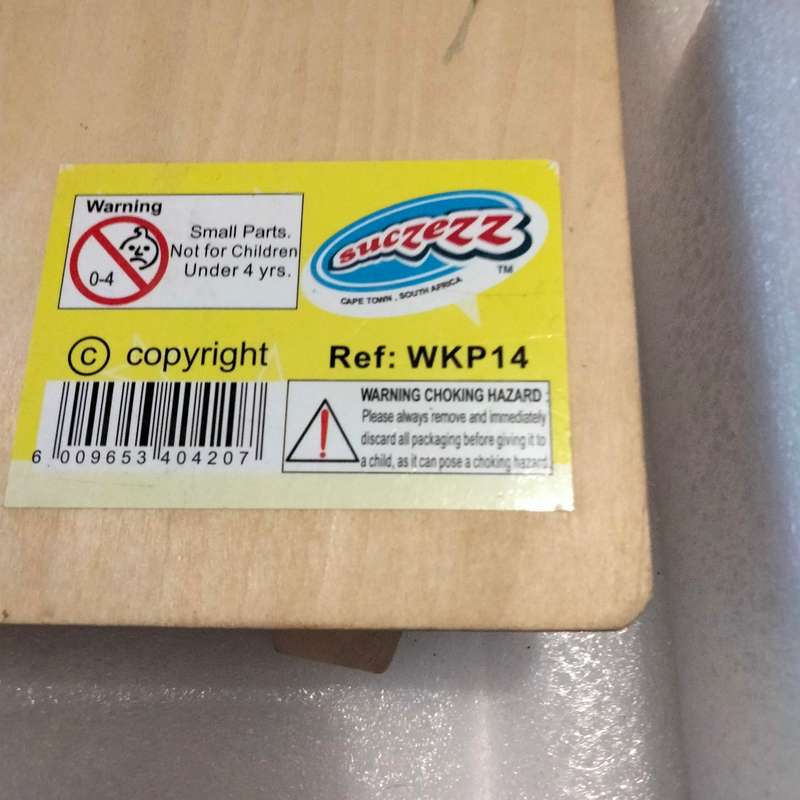 Warning
Small Parts.
Not for Children
Under 4 yrs.
0-4
suczezz
TM
CAPE TOWN . SOUTH AFRICA
© copyright
Ref: WKP14
6 009653 404207
WARNING CHOKING HAZARD :
Please always remove and immediately
discard all packaging before giving it to
a child, as it can pose a choking hazard.